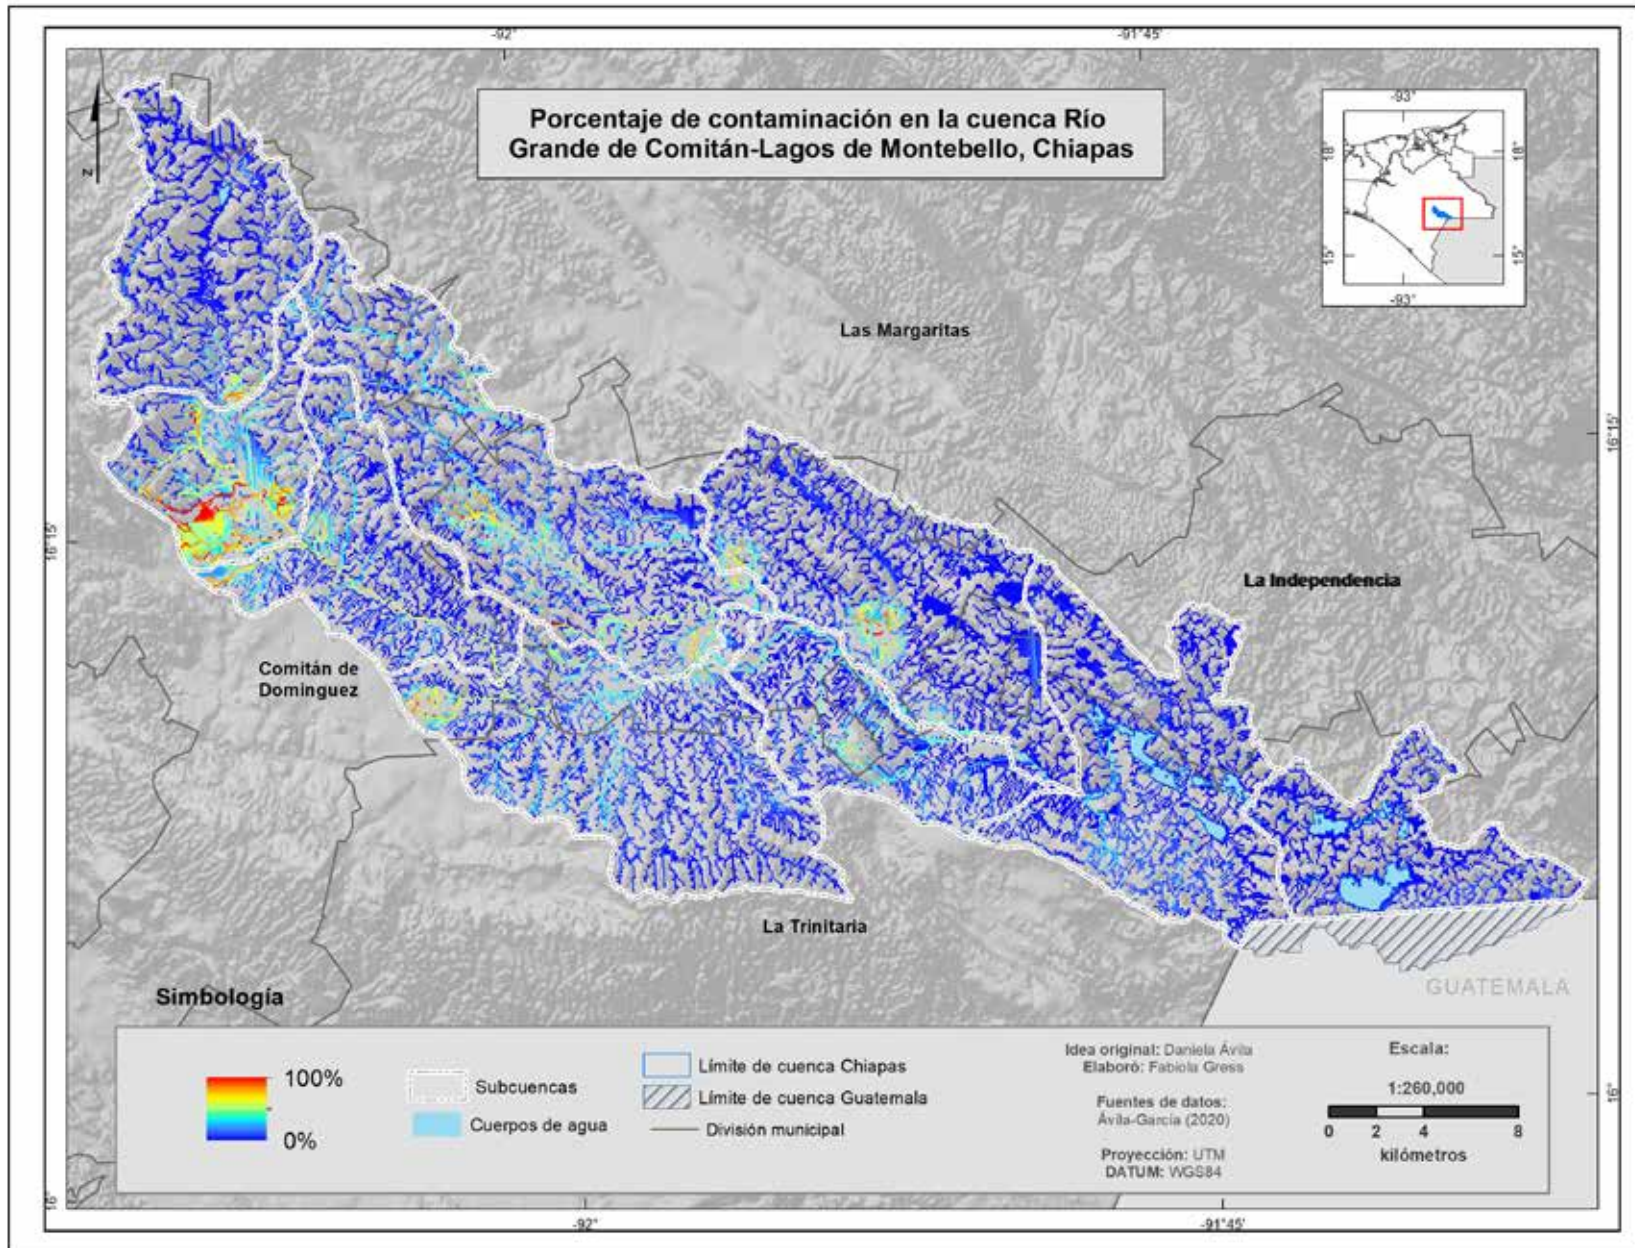 -92°
-91°45'
Porcentaje de contaminación en la cuenca Río
Grande de Comitán-Lagos de Montebello, Chiapas
-93°
18°
18°
15°
15°
-93°
N
Las Margaritas
16°15'
16°15'
La Independencia
Comitán de
Domínguez
La Trinitaria
GUATEMALA
Simbología
100%
0%
Subcuencas
Cuerpos de agua
Límite de cuenca Chiapas
Límite de cuenca Guatemala
División municipal
Idea original: Daniela Ávila
Elaboró: Fabiola Gress
Fuentes de datos:
Ávila-García (2020)
Proyección: UTM
DATUM: WGS84
Escala:
1:260,000
0 2 4 8
kilómetros
16°
16°
-92°
-91°45'